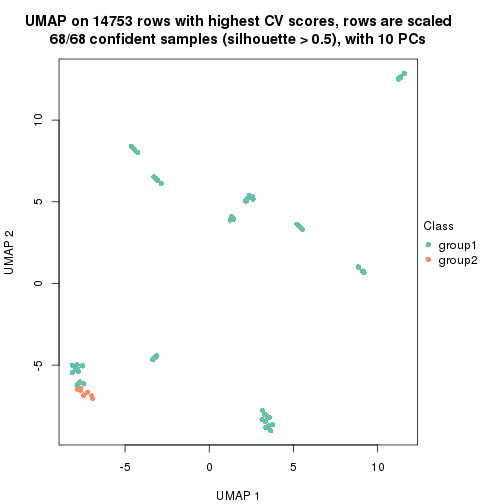 UMAP on 14753 rows with highest CV scores, rows are scaled
68/68 confident samples (silhouette > 0.5), with 10 PCs
10
5
0
-5
UMAP 2
-5
0
5
10
UMAP 1
Class
group1
group2